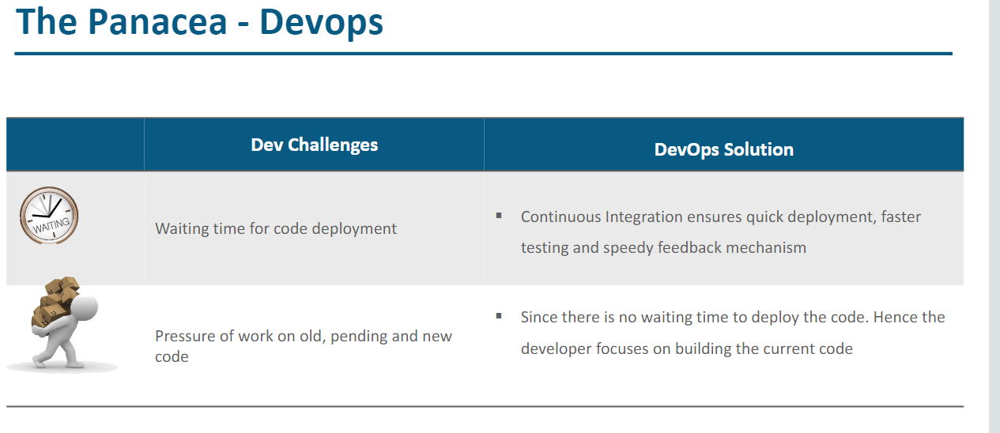 The Panacea - Devops
Dev Challenges
DevOps Solution
WAITING
Waiting time for code deployment
▪ Continuous Integration ensures quick deployment, faster
testing and speedy feedback mechanism
Pressure of work on old, pending and new
code
▪ Since there is no waiting time to deploy the code. Hence the
developer focuses on building the current code